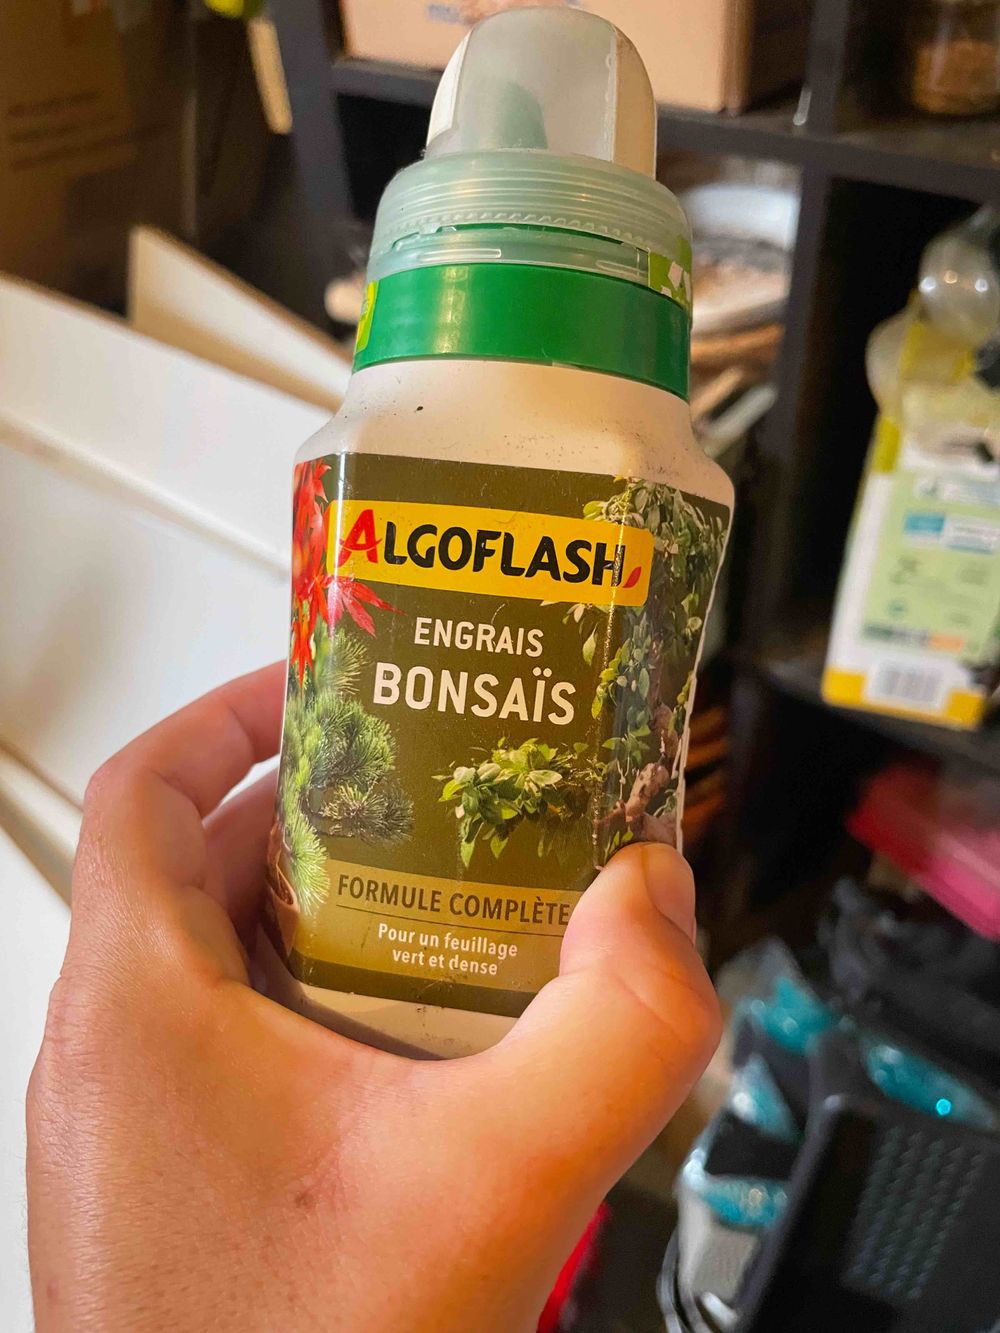 ALGOFLASH
ENGRAIS
BONSAÏS
FORMULE COMPLÈTE
Pour un feuillage
vert et dense